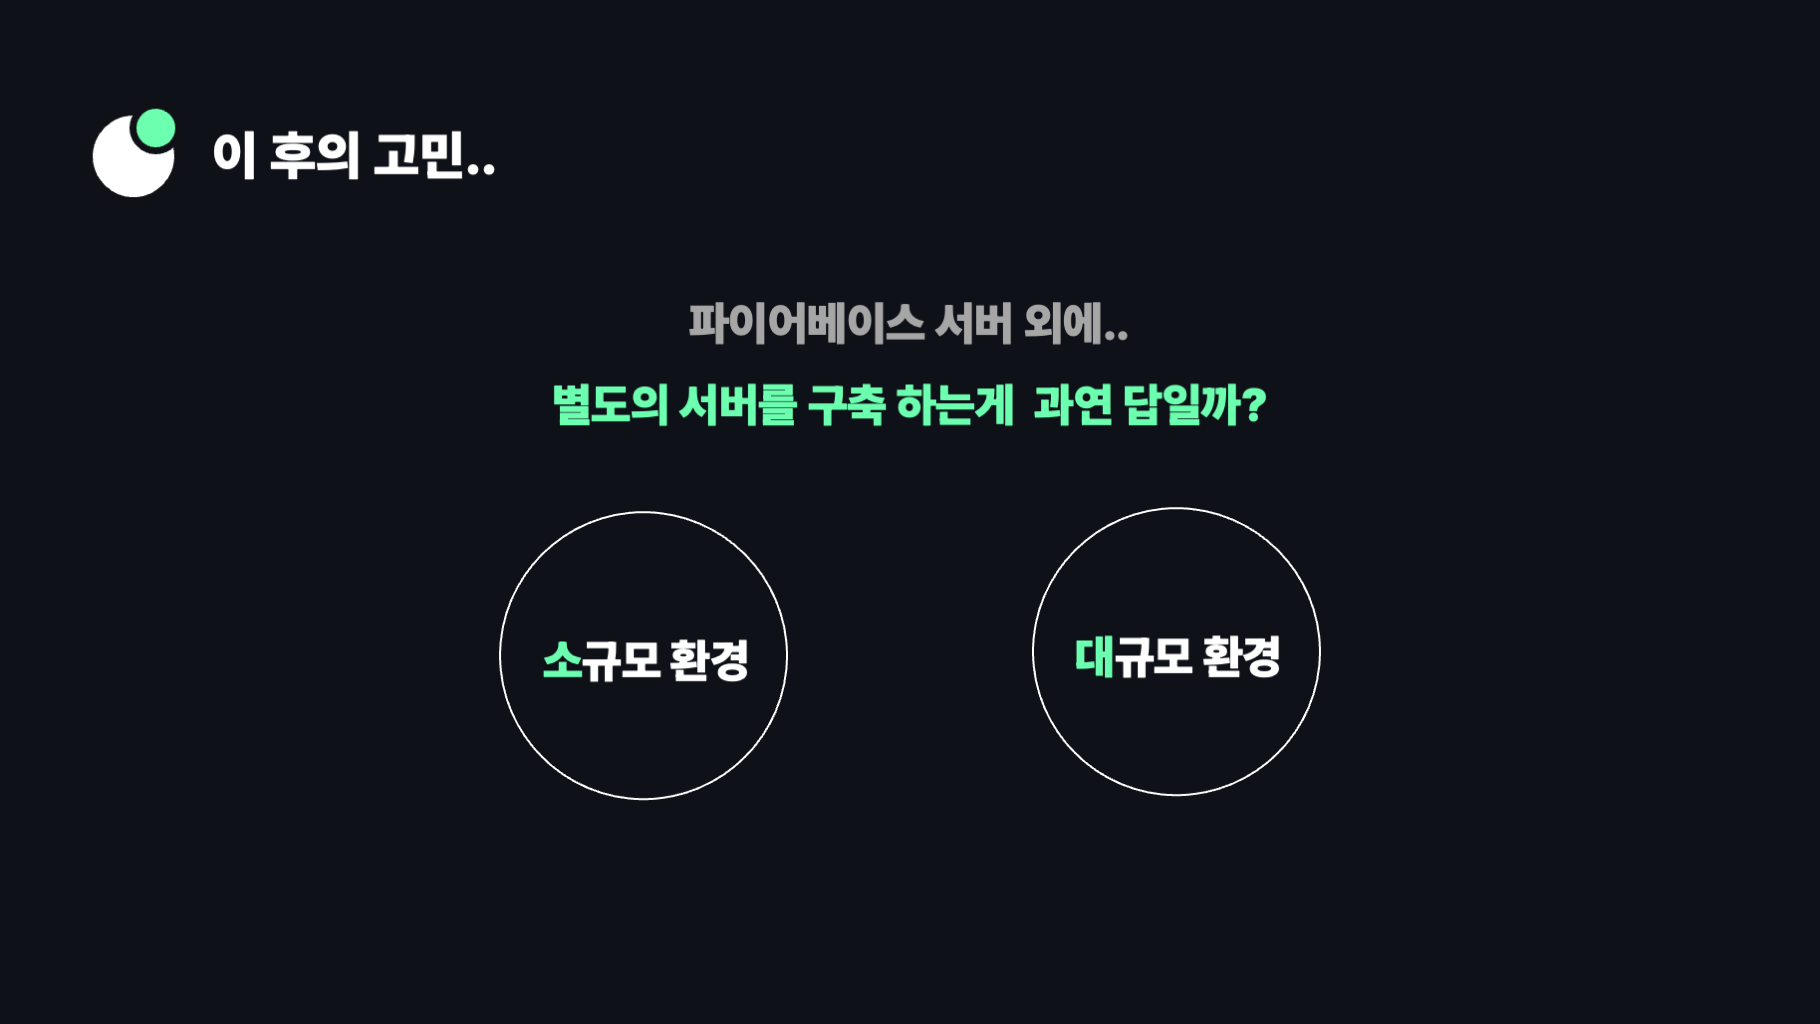 이 후의 고민..
파이어베이스 서버 외에..
별도의 서버를 구축 하는게  과연 답일까?
소규모 환경
대규모 환경